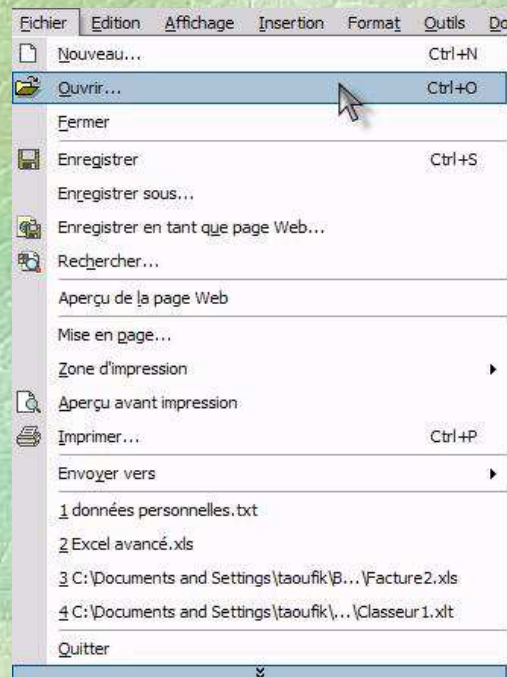 Fichier Edition Affichage Insertion Format Outils Do
Nouveau... Ctrl+N
Ouvrir... Ctrl+O
Fermer
Enregistrer Ctrl+S
Enregistrer sous...
Enregistrer en tant que page Web...
Rechercher...
Aperçu de la page Web
Mise en page...
Zone d'impression
Aperçu avant impression
Imprimer... Ctrl+P
Envoyer vers
1 données personnelles.txt
2 Excel avancé.xls
3 C:\Documents and Settings\taoufik\B...\Facture2.xls
4 C:\Documents and Settings\taoufik\...\Classeur1.xlt
Quitter